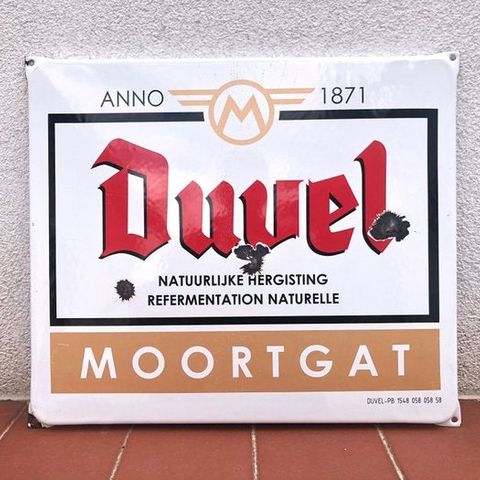 ANNO M 1871
Duvel
NATUURLIJKE HERGISTING
REFERMENTATION NATURELLE
MOORTGAT
DUVEL-PB 1548 058 058 58